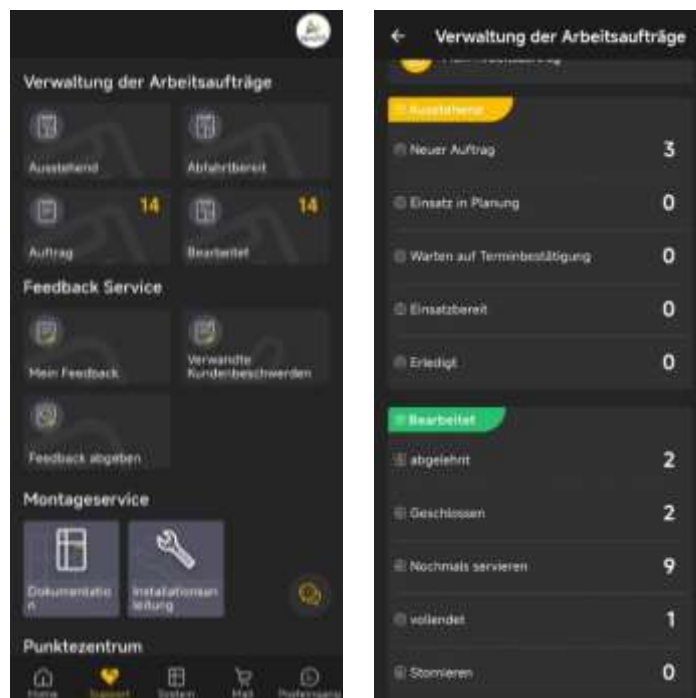 Verwaltung der Arbeitsaufträge
Ausstehend
Abfahrtbereit
14
Auftrag
14
Bearbeitet
Feedback Service
Mein Feedback
Verwandte
Kundenbeschwerden
Feedback abgeben
Montageservice
Dokumentatio
n
Installationsan
leitung
Punktezentrum
Home
Support
System
Mall
Verwaltung der Arbeitsaufträge
Ausstehend
Neuer Auftrag
3
Einsatz in Planung
0
Warten auf Terminbestätigung
0
Einsatzbereit
0
Erledigt
0
Bearbeitet
abgelehnt
2
Geschlossen
2
Nochmals servieren
9
vollendet
1
Stornieren
0